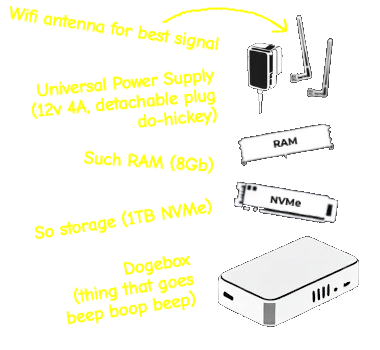 Wifi antenna for best signal
Universal Power Supply
(12v 4A, detachable plug
do-hickey)
RAM
Such RAM (8Gb)
NVMe
So storage (1TB NVMe)
Dogebox
(thing that goes
beep boop beep)